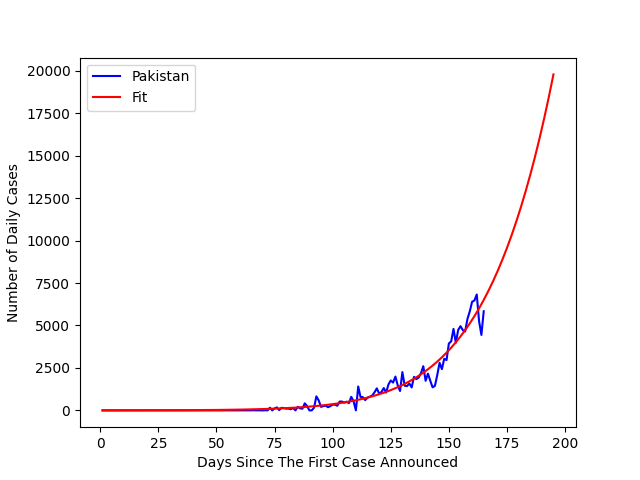 Pakistan
Fit
20000
17500
15000
12500
10000
7500
5000
2500
0
Number of Daily Cases
0 25 50 75 100 125 150 175 200
Days Since The First Case Announced